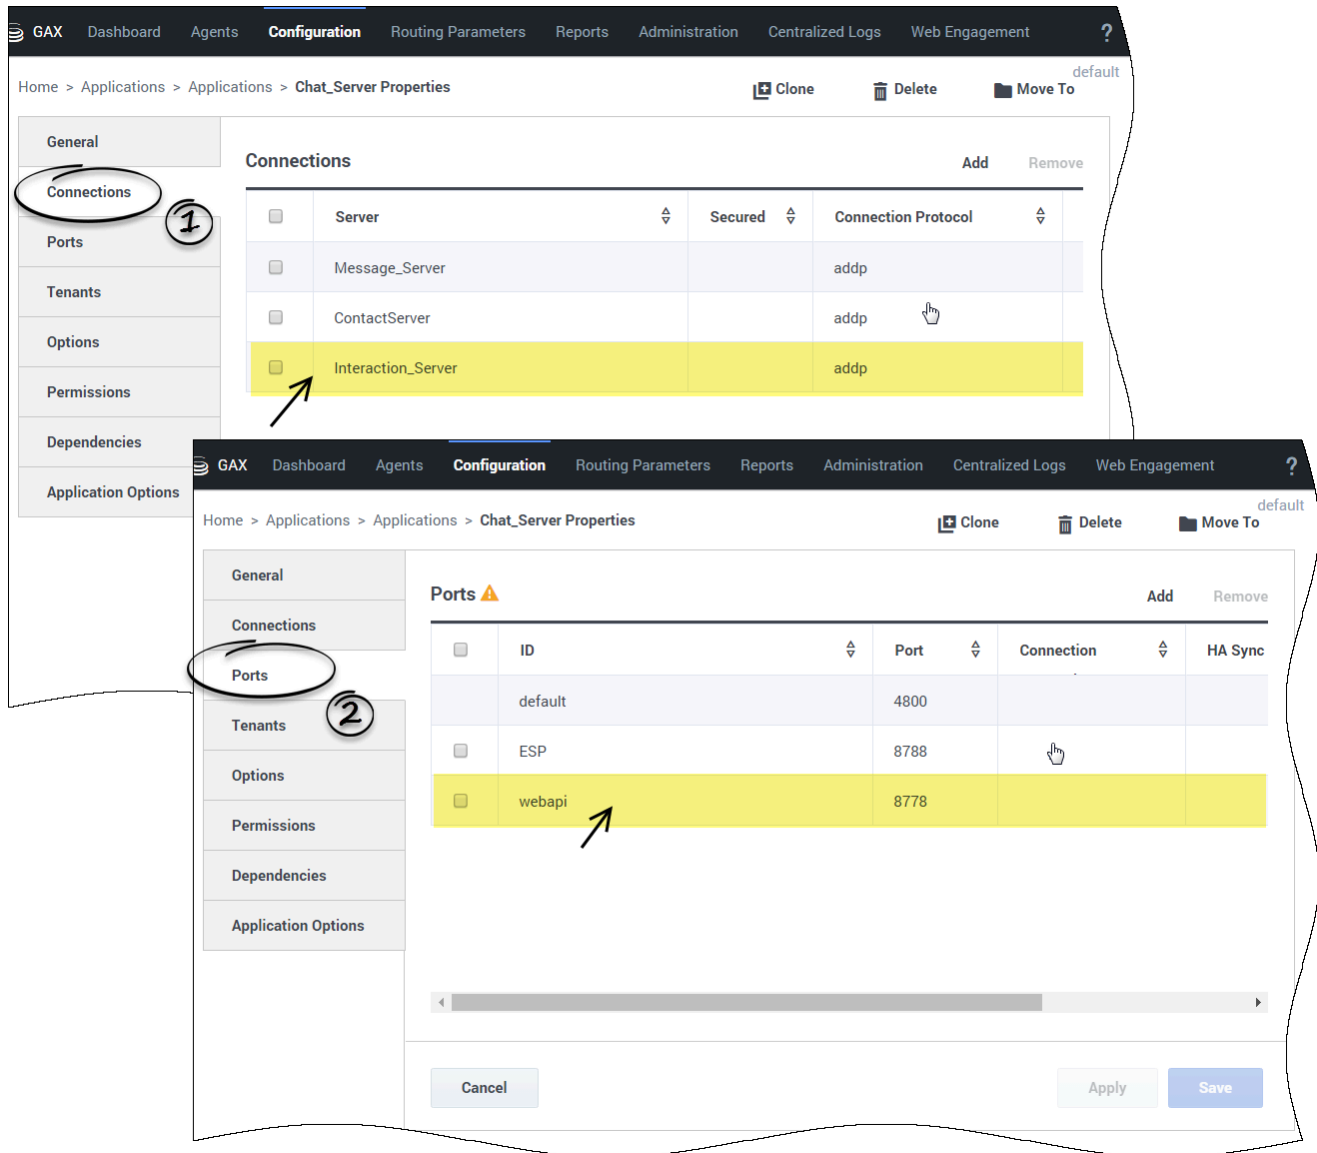 GAX Dashboard Agents Configuration Routing Parameters Reports Administration Centralized Logs Web Engagement ?
default
Home > Applications > Applications > Chat_Server Properties Clone Delete Move To
General
Connections
1
Ports
Tenants
Options
Permissions
Dependencies
Application Options
Connections Add Remove
Server Secured Connection Protocol
Message_Server addp
ContactServer addp
Interaction_Server addp
GAX Dashboard Agents Configuration Routing Parameters Reports Administration Centralized Logs Web Engagement ?
default
Home > Applications > Applications > Chat_Server Properties Clone Delete Move To
General
Connections
Ports
2
Tenants
Options
Permissions
Dependencies
Application Options
Ports Add Remove
ID Port Connection HA Sync
default 4800
ESP 8788
webapi 8778
Cancel Apply Save